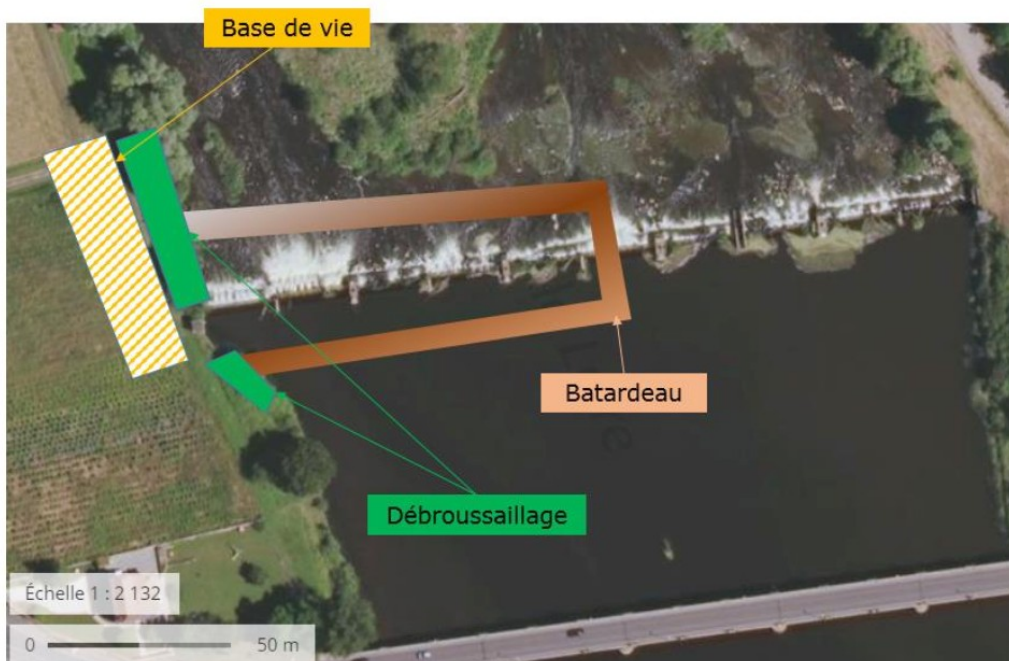 Base de vie
Batardeau
Débroussaillage
Échelle 1 : 2 132
0 50 m